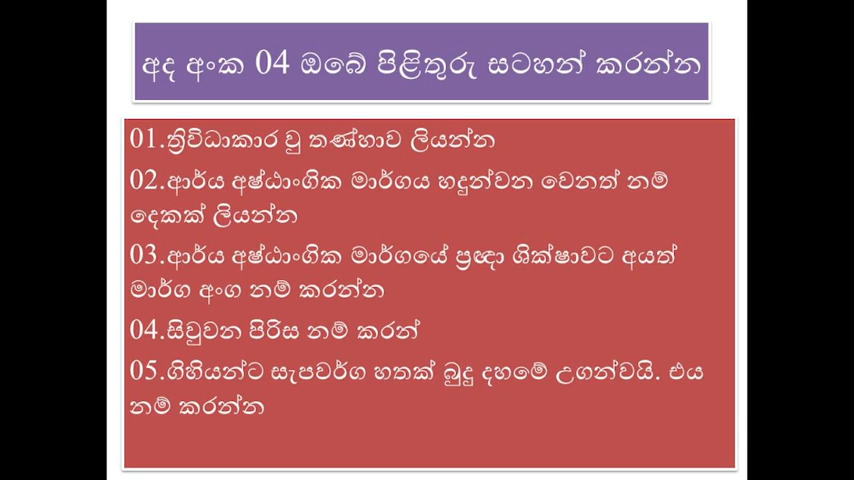 අද අංක 04 ඔබේ පිළිතුරු සටහන් කරන්න
01.ත්‍රිවිධාකාර වූ තණ්හාව ලියන්න
02.ආර්ය අෂ්ඨාංගික මාර්ගය හදුන්වන වෙනත් නම්
දෙකක් ලියන්න
03.ආර්ය අෂ්ඨාංගික මාර්ගයේ ප්‍රඥා ශික්ෂාවට අයත්
මාර්ග අංග නම් කරන්න
04.සිවුවන පිරිස නම් කරන්
05.ගිහියන්ට සැපවර්ග හතක් බුදු දහමේ උගන්වයි. එය
නම් කරන්න